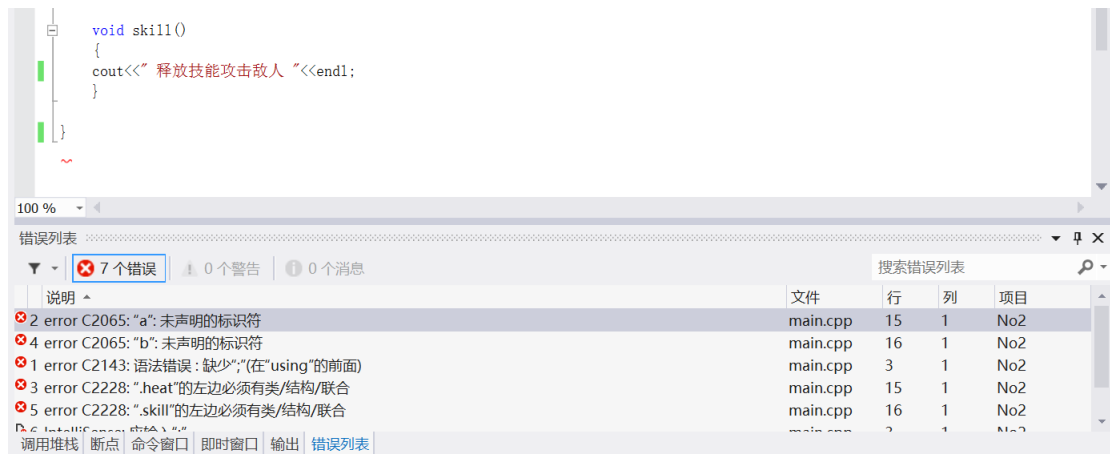 void skill()
{
cout<<" 释放技能攻击敌人 "<<endl;
}
}
100 %
错误列表
7 个错误 0 个警告 0 个消息 搜索错误列表
说明 文件 行 列 项目
2 error C2065: “a”: 未声明的标识符 main.cpp 15 1 No2
4 error C2065: “b”: 未声明的标识符 main.cpp 16 1 No2
1 error C2143: 语法错误 : 缺少“;”(在“using”的前面) main.cpp 3 1 No2
3 error C2228: “.heat”的左边必须有类/结构/联合 main.cpp 15 1 No2
5 error C2228: “.skill”的左边必须有类/结构/联合 main.cpp 16 1 No2
调用堆栈 断点 命令窗口 即时窗口 输出 错误列表